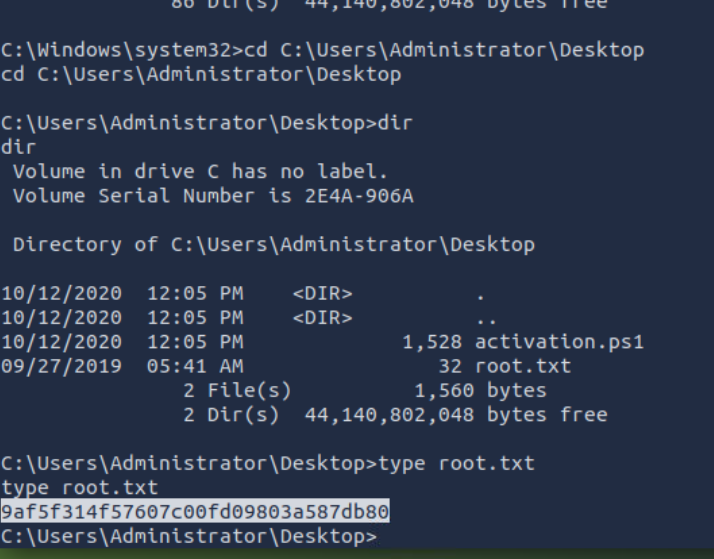 86 Dir(s)  44,140,802,048 bytes free
C:\Windows\system32>cd C:\Users\Administrator\Desktop
cd C:\Users\Administrator\Desktop
C:\Users\Administrator\Desktop>dir
dir
 Volume in drive C has no label.
 Volume Serial Number is 2E4A-906A
 Directory of C:\Users\Administrator\Desktop
10/12/2020  12:05 PM    <DIR>          .
10/12/2020  12:05 PM    <DIR>          ..
10/12/2020  12:05 PM             1,528 activation.ps1
09/27/2019  05:41 AM                32 root.txt
               2 File(s)          1,560 bytes
               2 Dir(s)  44,140,802,048 bytes free
C:\Users\Administrator\Desktop>type root.txt
type root.txt
9af5f314f57607c00fd09803a587db80
C:\Users\Administrator\Desktop>